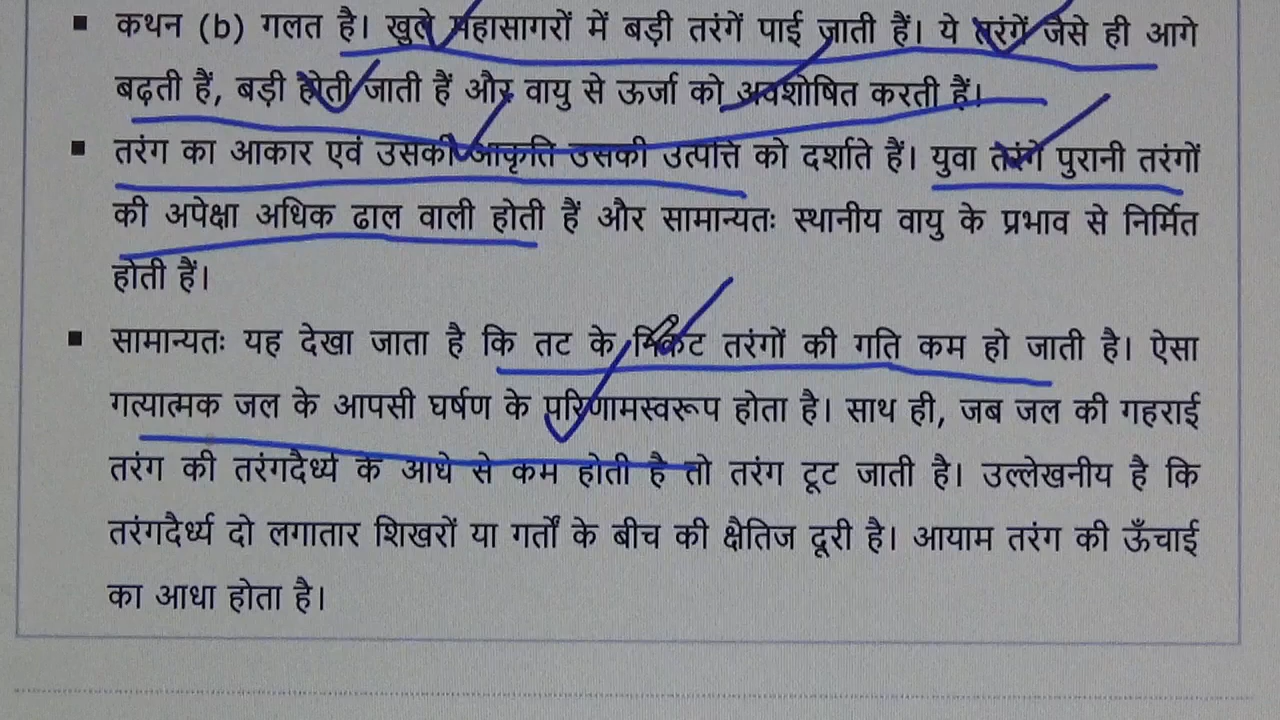 ▪ कथन (b) गलत है। खुले महासागरों में बड़ी तरंगें पाई जाती हैं। ये तरंगें जैसे ही आगे
बढ़ती हैं, बड़ी होती जाती हैं और वायु से ऊर्जा को अवशोषित करती हैं।
▪ तरंग का आकार एवं उसकी आकृति उसकी उत्पत्ति को दर्शाते हैं। युवा तरंगें पुरानी तरंगों
की अपेक्षा अधिक ढाल वाली होती हैं और सामान्यतः स्थानीय वायु के प्रभाव से निर्मित
होती हैं।
▪ सामान्यतः यह देखा जाता है कि तट के निकट तरंगों की गति कम हो जाती है। ऐसा
गत्यात्मक जल के आपसी घर्षण के परिणामस्वरूप होता है। साथ ही, जब जल की गहराई
तरंग की तरंगदैर्ध्य के आधे से कम होती है तो तरंग टूट जाती है। उल्लेखनीय है कि
तरंगदैर्ध्य दो लगातार शिखरों या गर्तों के बीच की क्षैतिज दूरी है। आयाम तरंग की ऊँचाई
का आधा होता है।